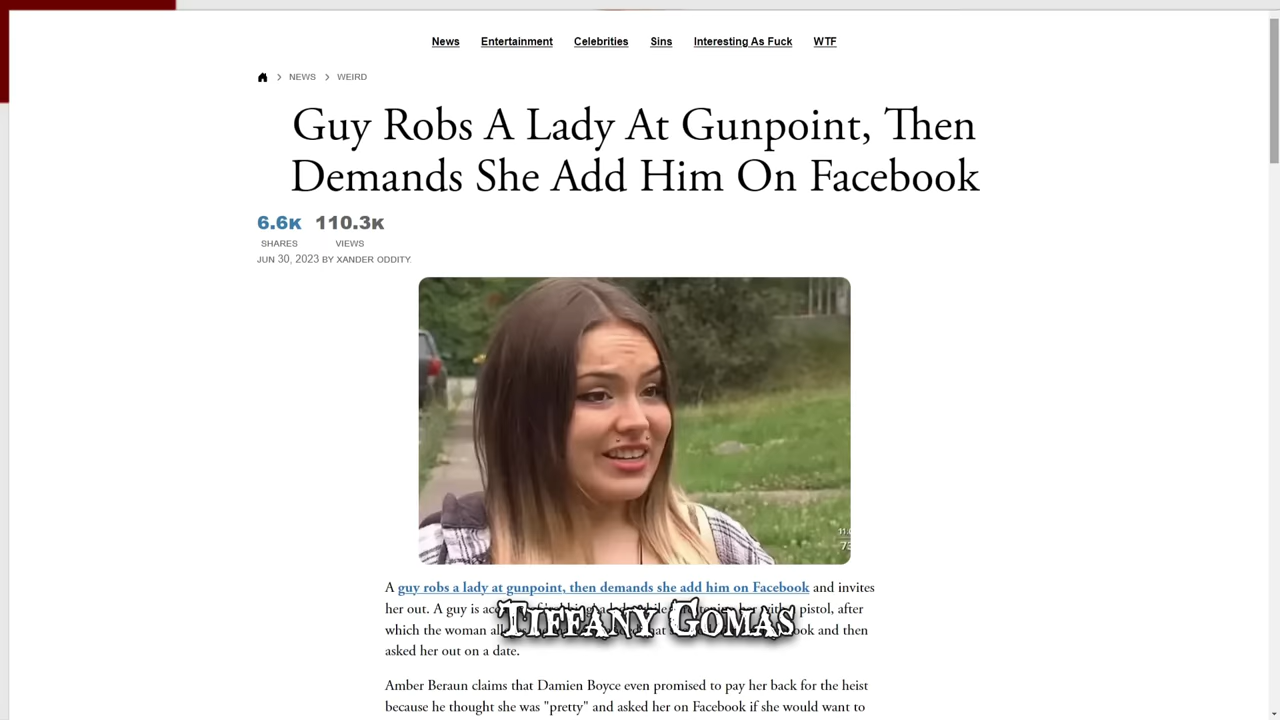 News Entertainment Celebrities Sins Interesting As Fuck WTF
NEWS WEIRD
Guy Robs A Lady At Gunpoint, Then
Demands She Add Him On Facebook
6.6K 110.3K
SHARES VIEWS
JUN 30, 2023 BY XANDER ODDITY
A guy robs a lady at gunpoint, then demands she add him on Facebook and invites
her out. A guy is pistol, after
which the woman and then
TIFFANY GOMAS
asked her out on a date.
Amber Beraun claims that Damien Boyce even promised to pay her back for the heist
because he thought she was "pretty" and asked her on Facebook if she would want to